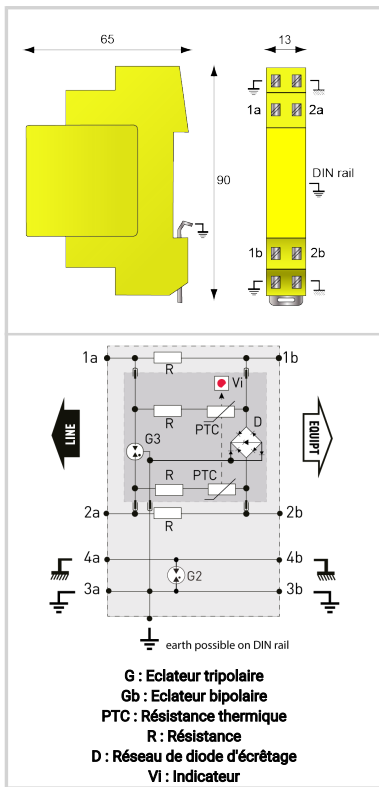 65
13
1a
2a
90
DIN rail
1b
2b
1a
1b
R
Vi
R
PTC
D
G3
LINE
EQUIPT
R
PTC
2a
R
2b
4a
4b
G2
3a
3b
earth possible on DIN rail
G : Eclateur tripolaire
Gb : Eclateur bipolaire
PTC : Résistance thermique
R : Résistance
D : Réseau de diode d'écrêtage
Vi : Indicateur